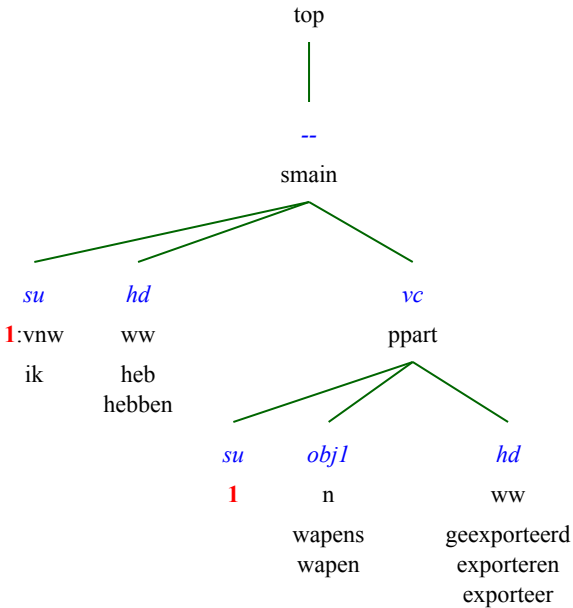 top
--
smain
su hd vc
1:vnw ww ppart
ik heb
hebben
su obj1 hd
1 n ww
wapens geexporteerd
wapen exporteren
exporteer